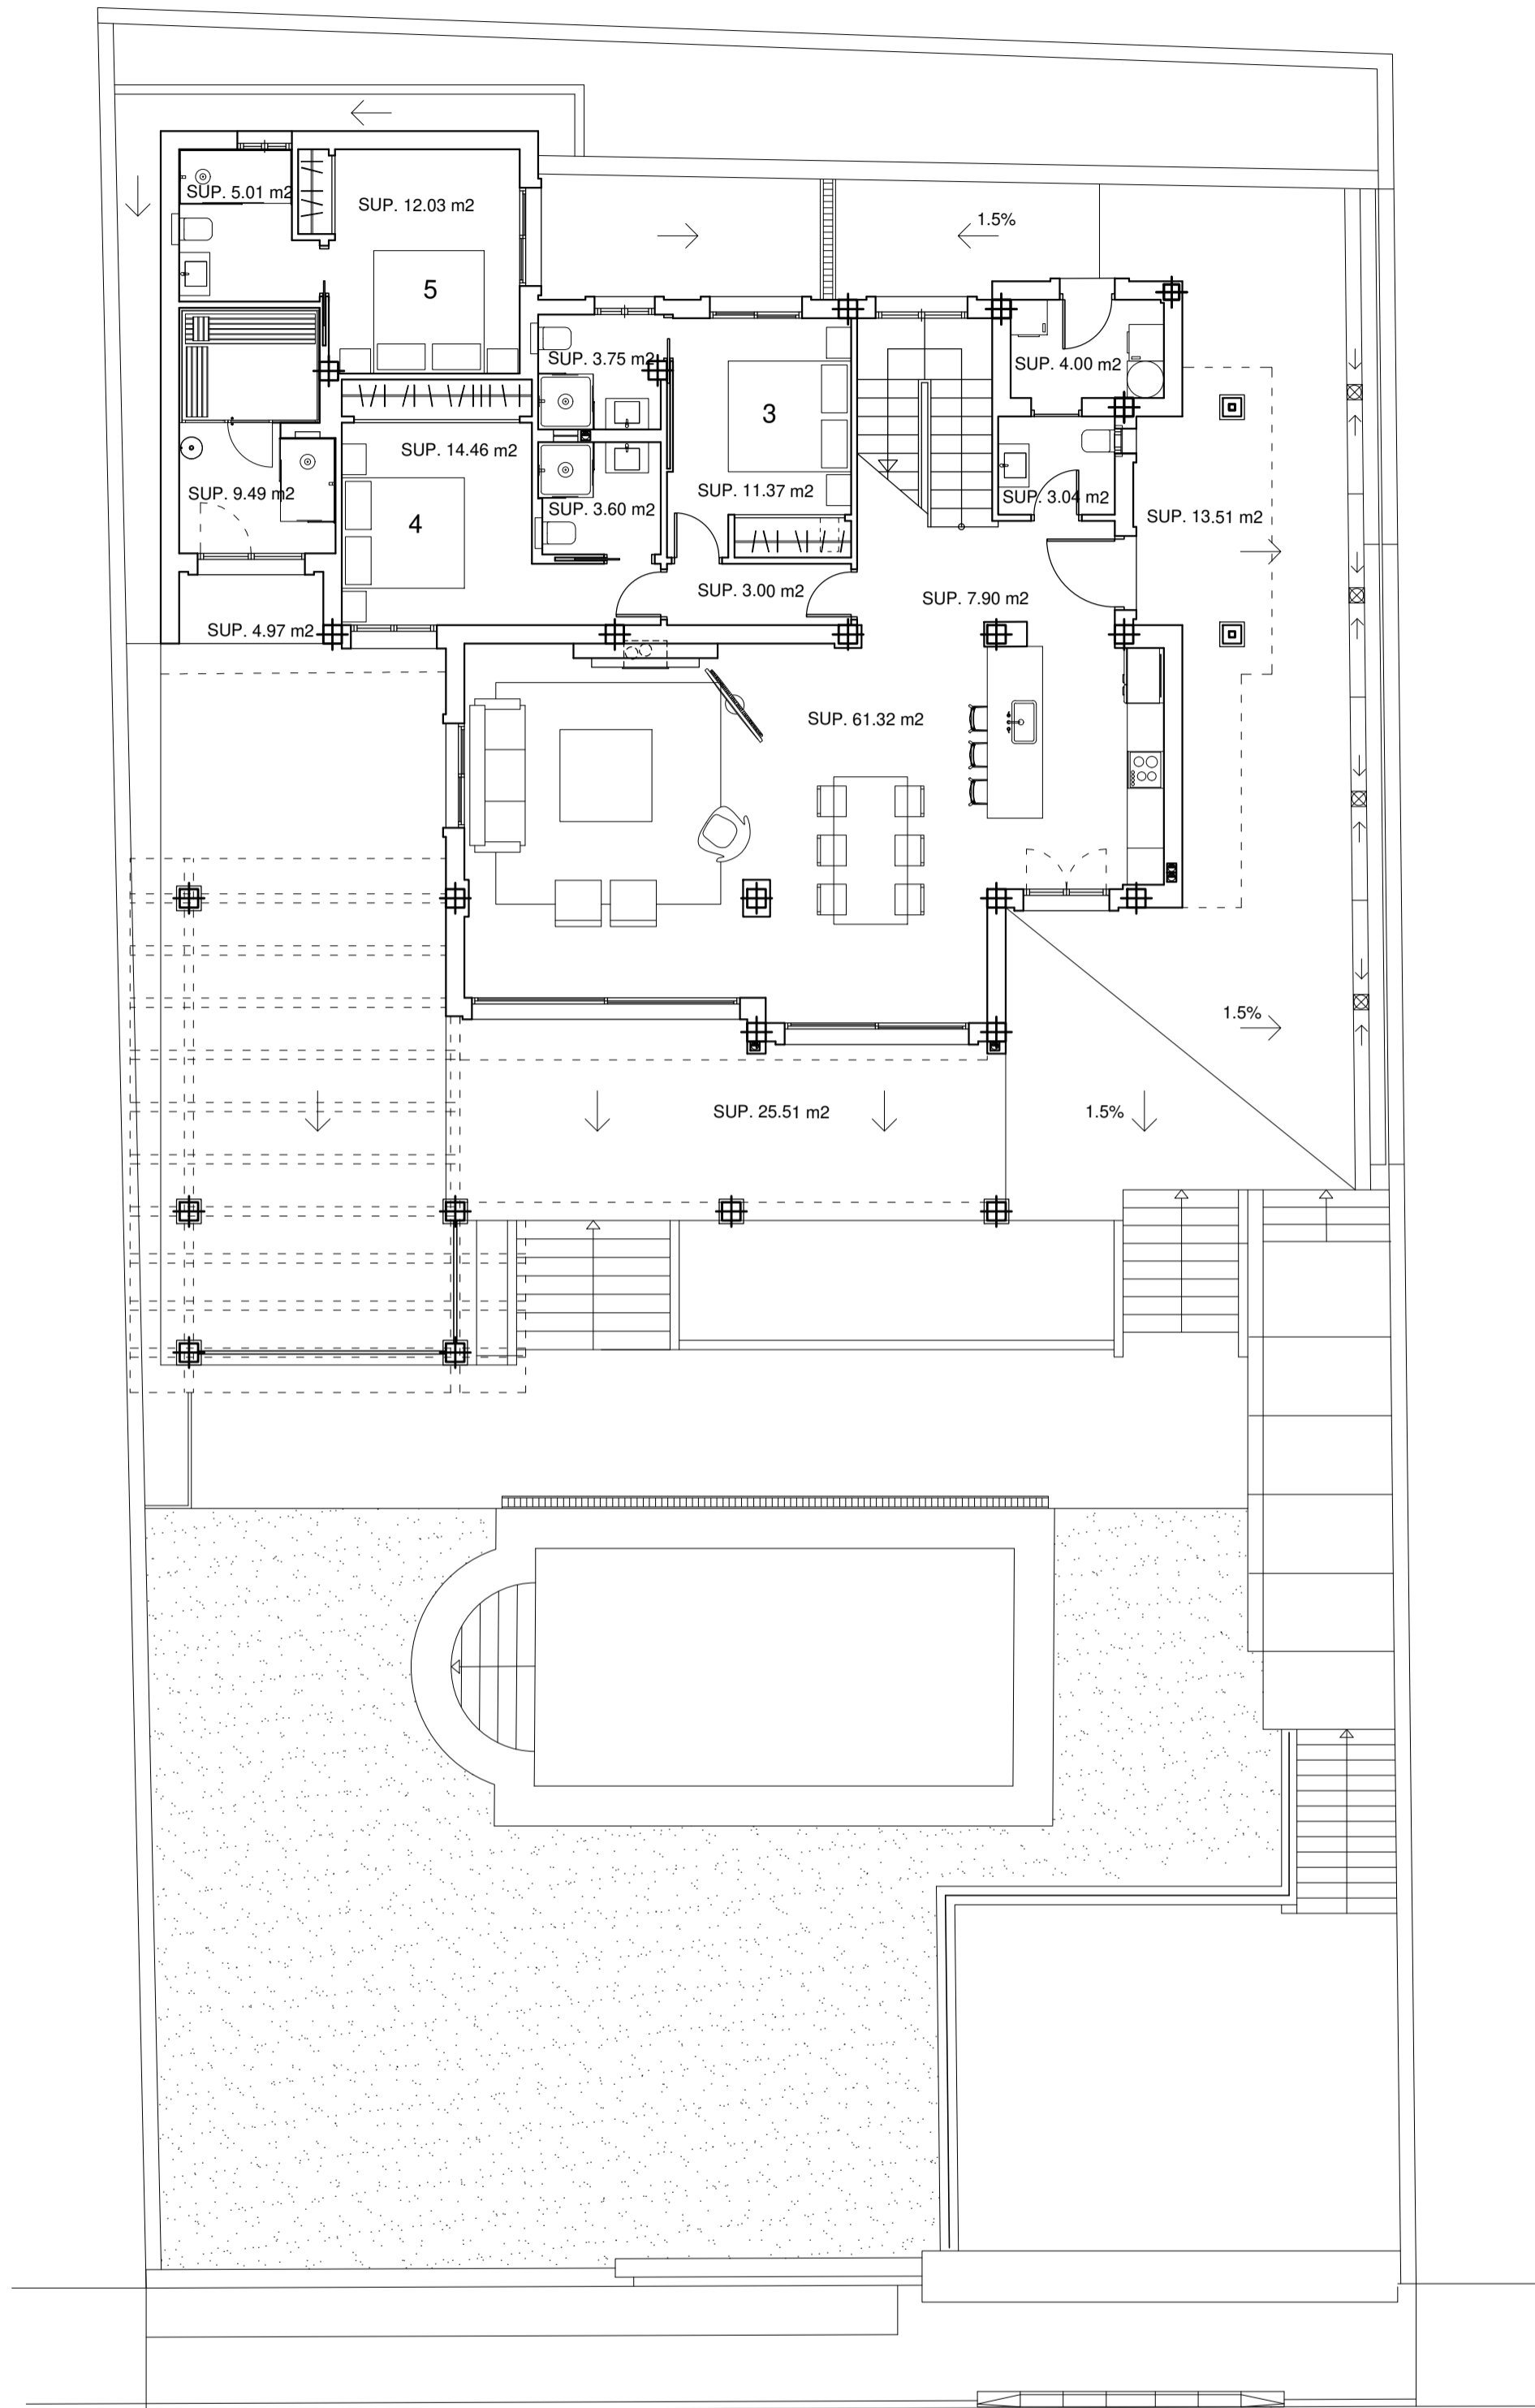 SUP. 5.01 m2
SUP. 12.03 m2
1.5%
5
SUP. 3.75 m2
SUP. 4.00 m2
3
SUP. 14.46 m2
SUP. 9.49 m2
SUP. 11.37 m2
SUP. 3.04 m2
4
SUP. 3.60 m2
SUP. 13.51 m2
SUP. 3.00 m2
SUP. 7.90 m2
SUP. 4.97 m2
SUP. 61.32 m2
1.5%
SUP. 25.51 m2
1.5%